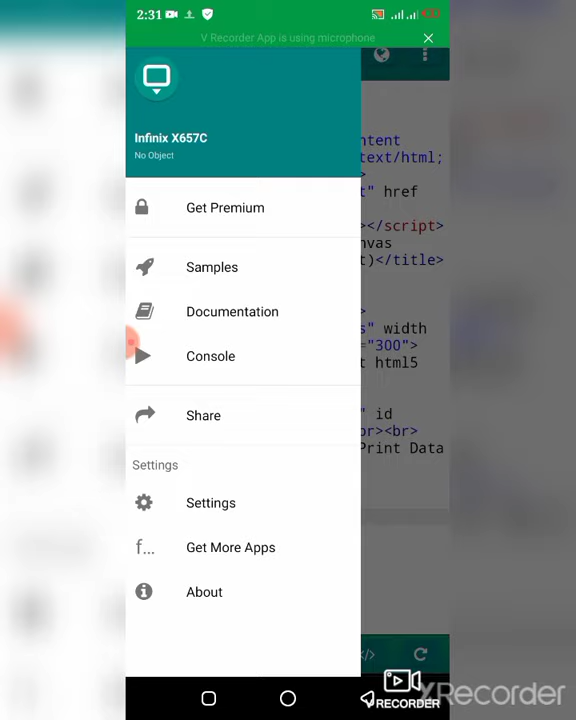 2:31
V Recorder App is using microphone
Infinix X657C
No Object
Get Premium
Samples
Documentation
Console
Share
Settings
Settings
f...
Get More Apps
About
ntent
text/html;
>
" href
></script>
nvas
t)</title>
>
s" width
="300">
t html5
" id
br><br>
Print Data
</>
RECORDER
XRecorder